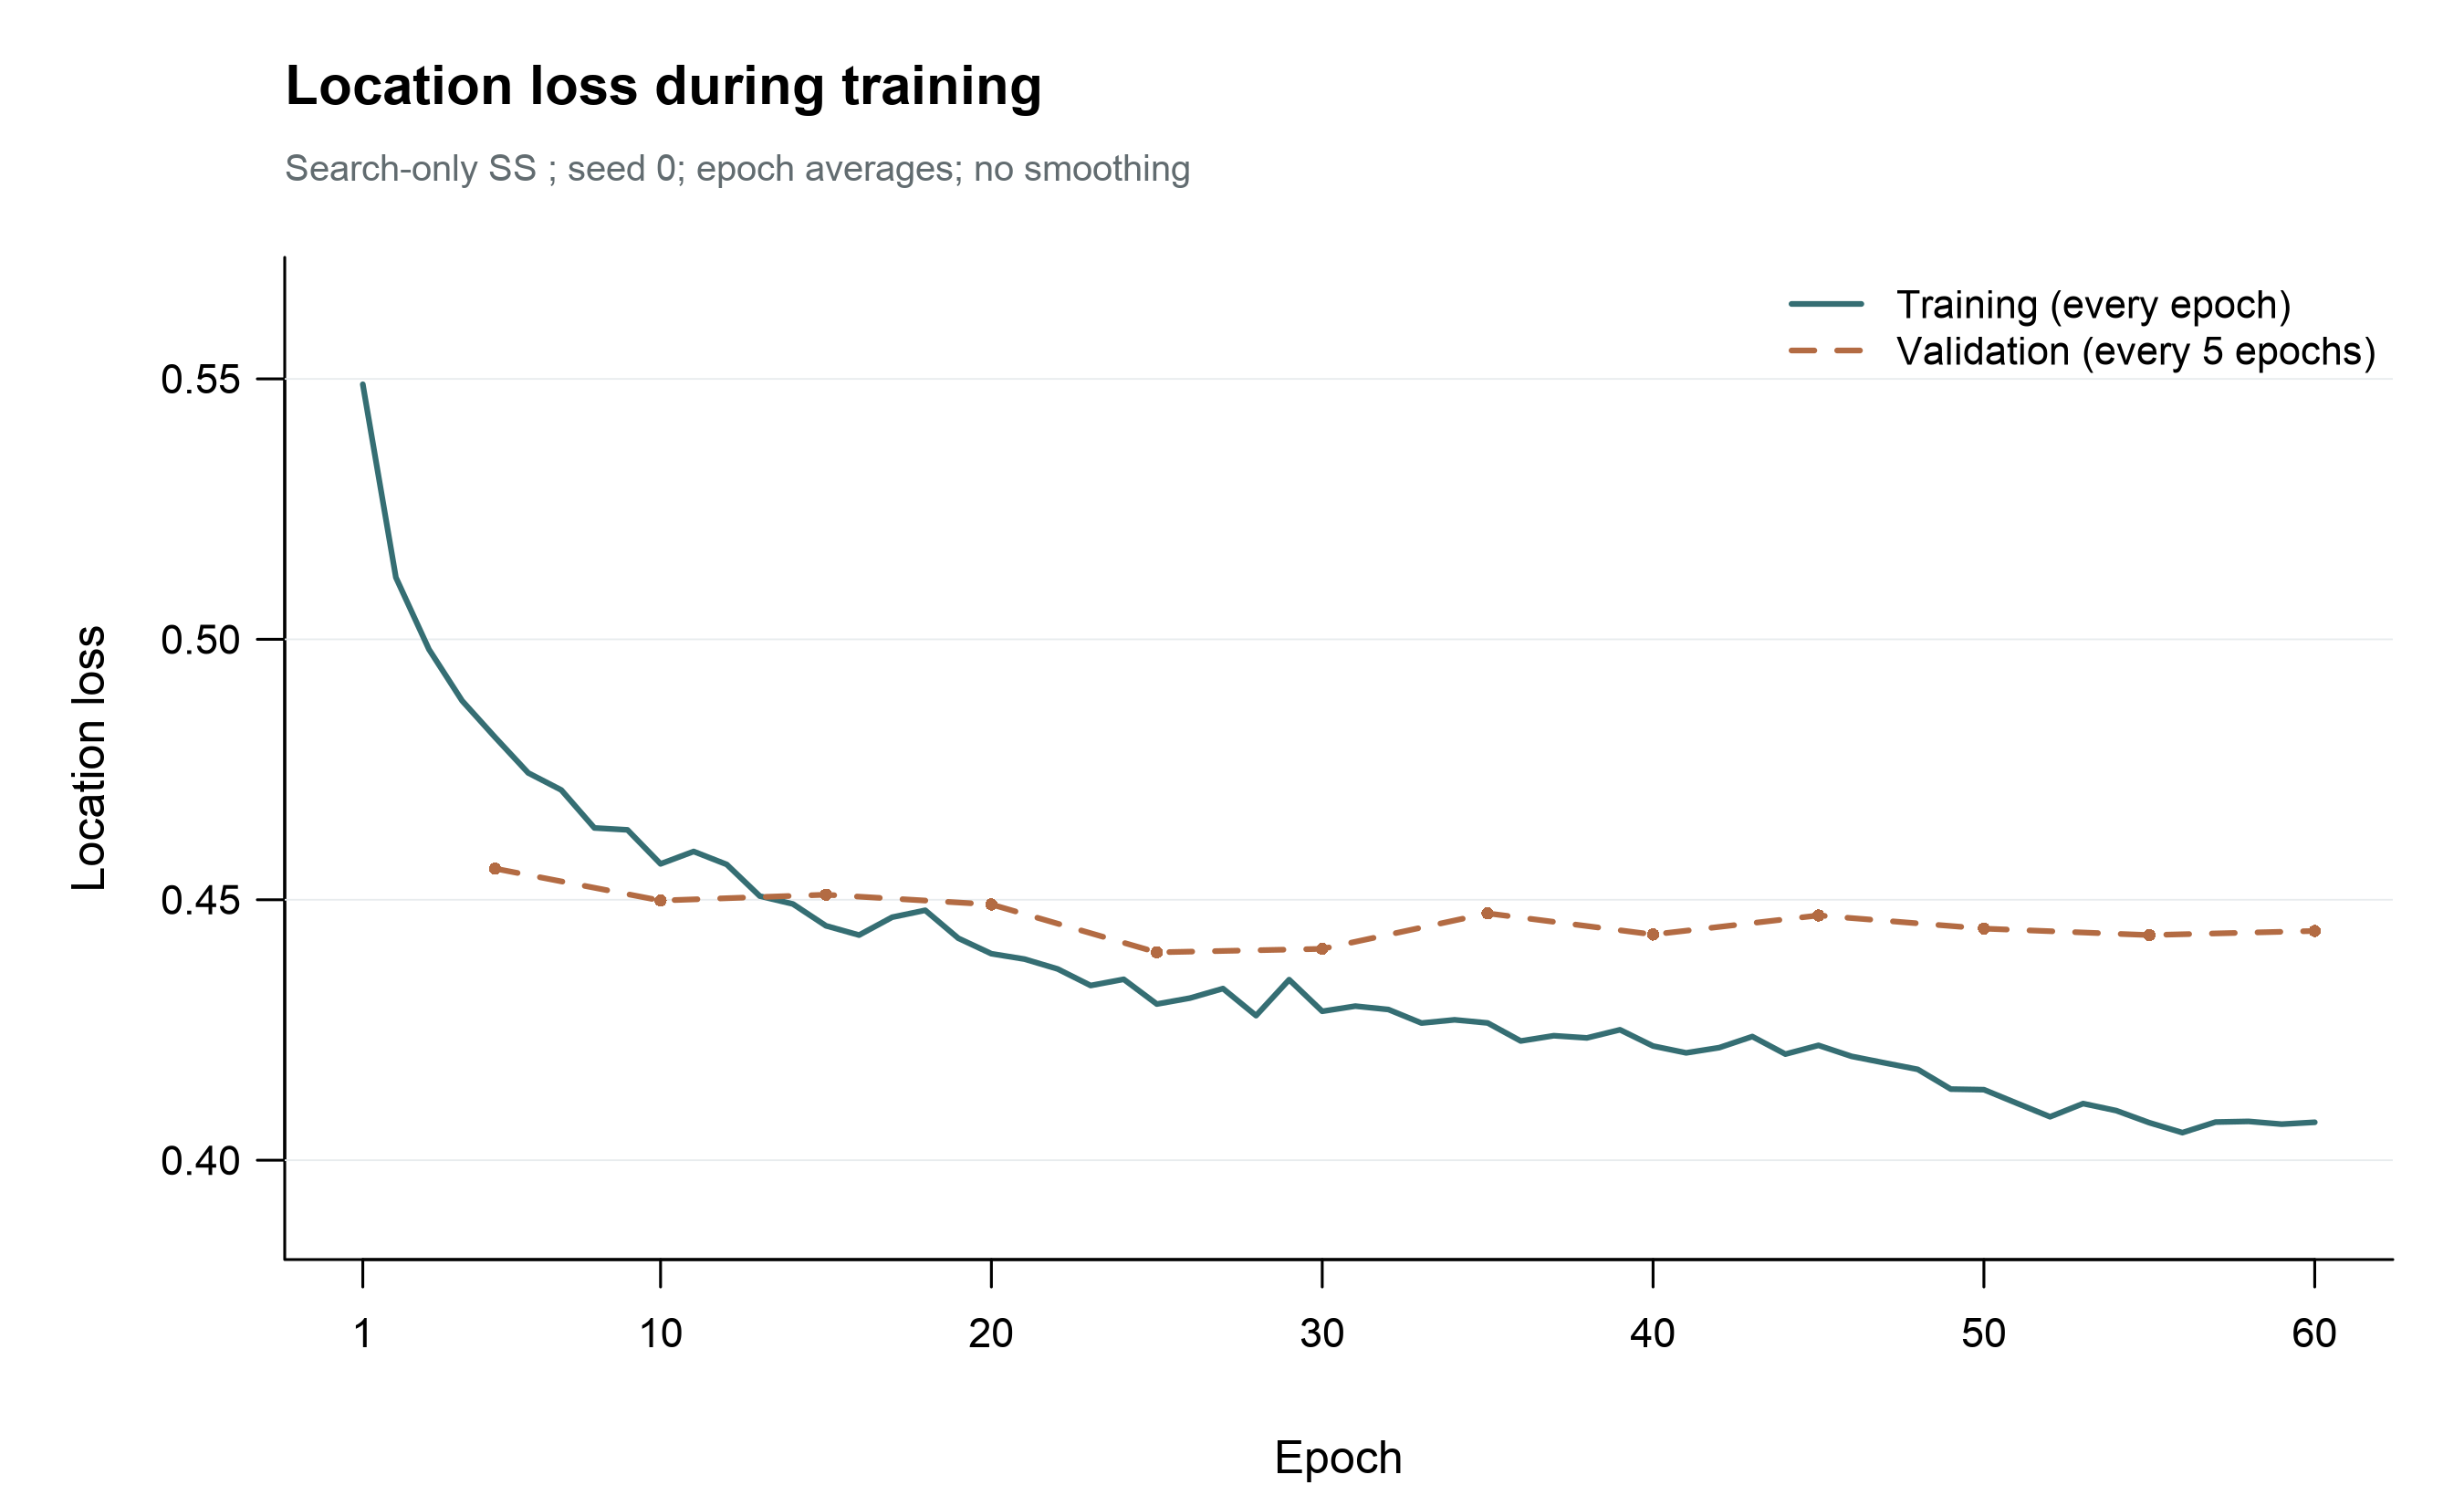 Location loss during training
Search-only SS ; seed 0; epoch averages; no smoothing
Training (every epoch)
Validation (every 5 epochs)
0.55
0.50
0.45
0.40
Location loss
1 10 20 30 40 50 60
Epoch